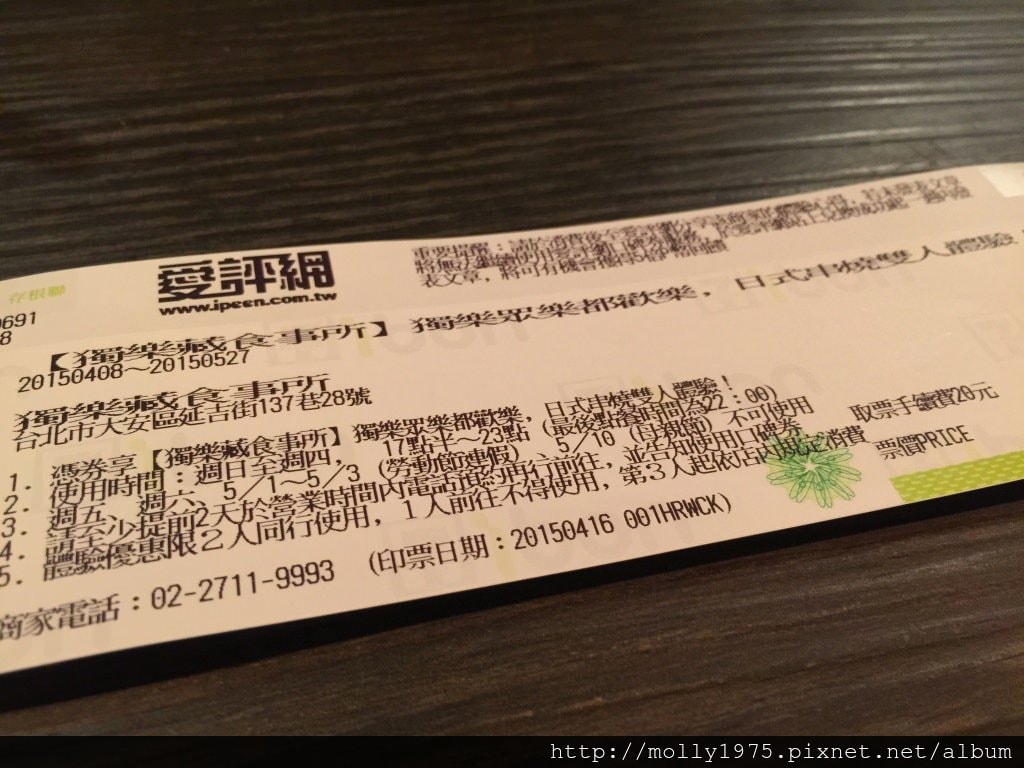 存根聯
愛評網
www.ipeen.com.tw
0691
8
【獨樂藏食事所】獨樂眾樂都歡樂，日式串燒雙人體驗！
20150408～20150527
獨樂藏食事所
台北市大安區延吉街137巷28號
1. 憑券享【獨樂藏食事所】獨樂眾樂都歡樂，日式串燒雙人體驗！
2. 使用時間：週日至週四， 17點半～23點（最後點餐時間為22：00）
3. 週五、週六、5/1～5/3（勞動節連假）、5/10（母親節）不可使用
4. 請至少提前2天於營業時間內電話預約再行前往，並告知使用口碑券
5. 體驗優惠限２人同行使用，１人前往不得使用，第３人起依店內規定消費
商家電話：02-2711-9993 (印票日期：20150416 001HRWCK)
取票手續費20元
票價PRICE
http://molly1975.pixnet.net/album